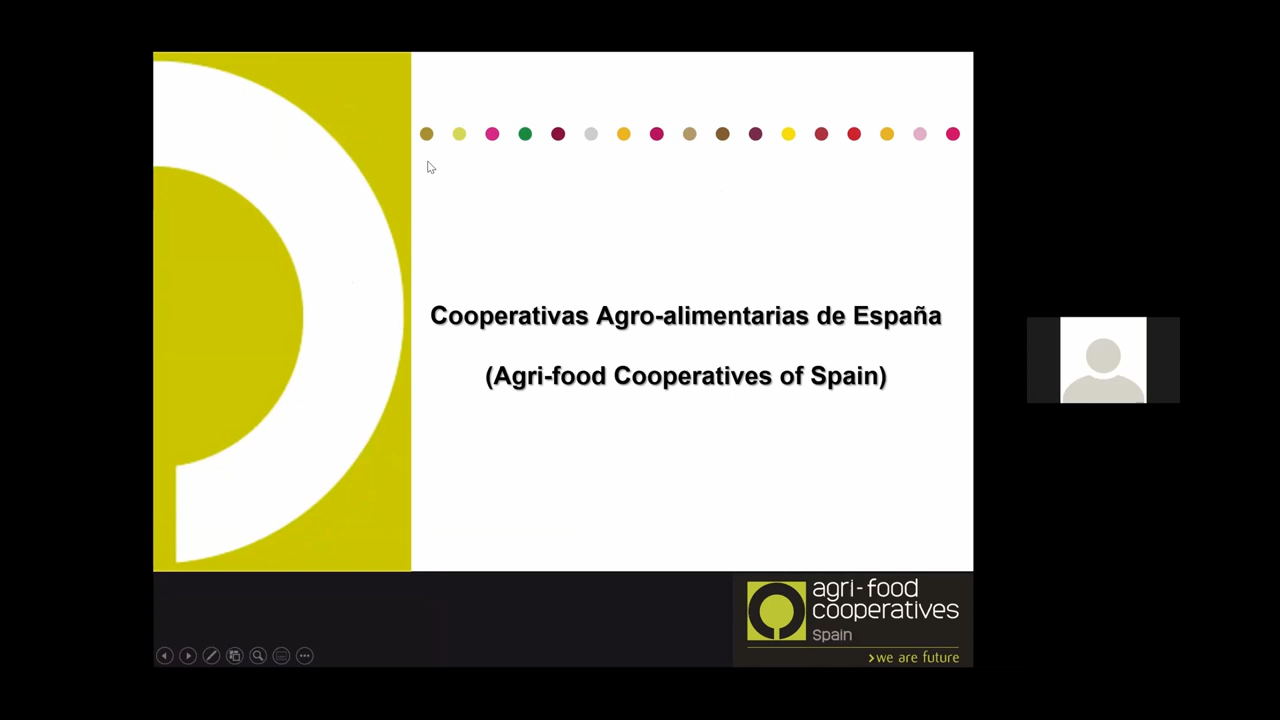 Cooperativas Agro-alimentarias de España
(Agri-food Cooperatives of Spain)
agri-food
cooperatives
Spain
>we are future